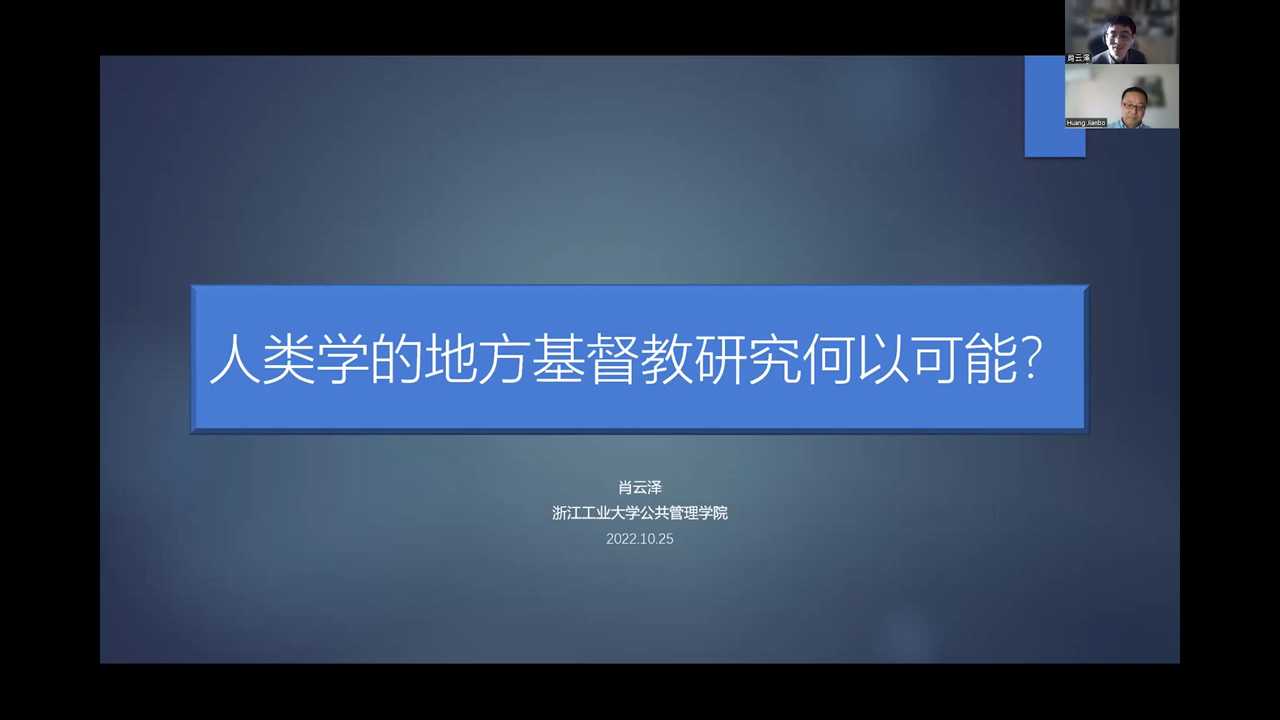 肖云泽
Huang Jianbo
人类学的地方基督教研究何以可能？
肖云泽
浙江工业大学公共管理学院
2022.10.25